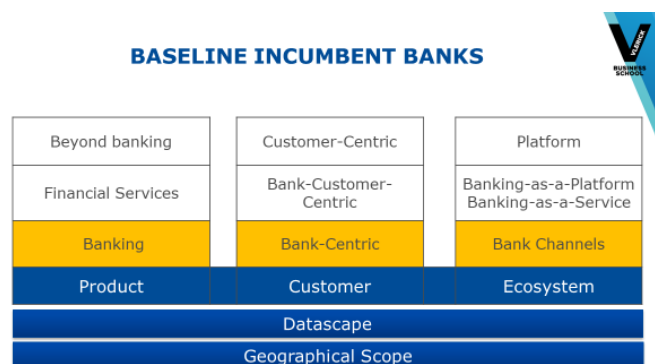 BASELINE INCUMBENT BANKS
VLERICK
BUSINESS
SCHOOL
Beyond banking
Customer-Centric
Platform
Financial Services
Bank-Customer-
Centric
Banking-as-a-Platform
Banking-as-a-Service
Banking
Bank-Centric
Bank Channels
Product
Customer
Ecosystem
Datascape
Geographical Scope